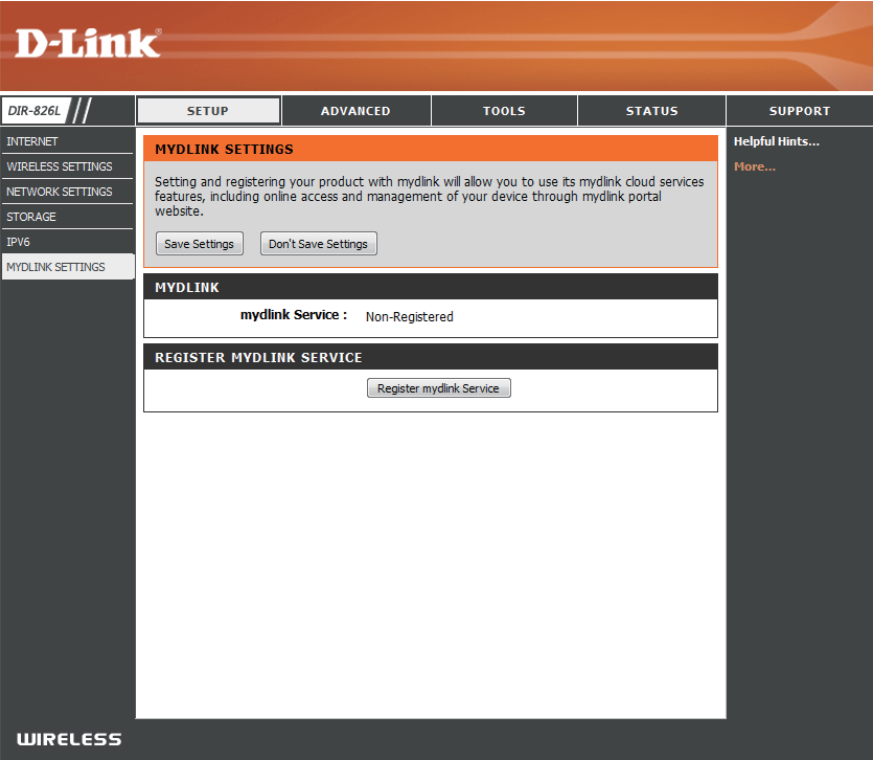 D-Link
DIR-826L
SETUP
ADVANCED
TOOLS
STATUS
SUPPORT
INTERNET
WIRELESS SETTINGS
NETWORK SETTINGS
STORAGE
IPV6
MYDLINK SETTINGS
MYDLINK SETTINGS
Setting and registering your product with mydlink will allow you to use its mydlink cloud services
features, including online access and management of your device through mydlink portal
website.
Save Settings
Don't Save Settings
MYDLINK
mydlink Service : Non-Registered
REGISTER MYDLINK SERVICE
Register mydlink Service
Helpful Hints...
More...
WIRELESS